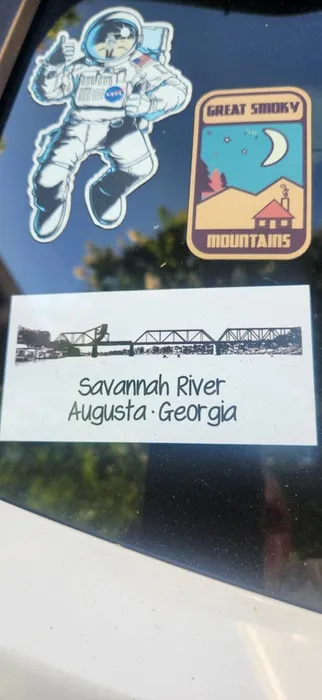 NASA
GREAT SMOKY
MOUNTAINS
Savannah River
Augusta · Georgia